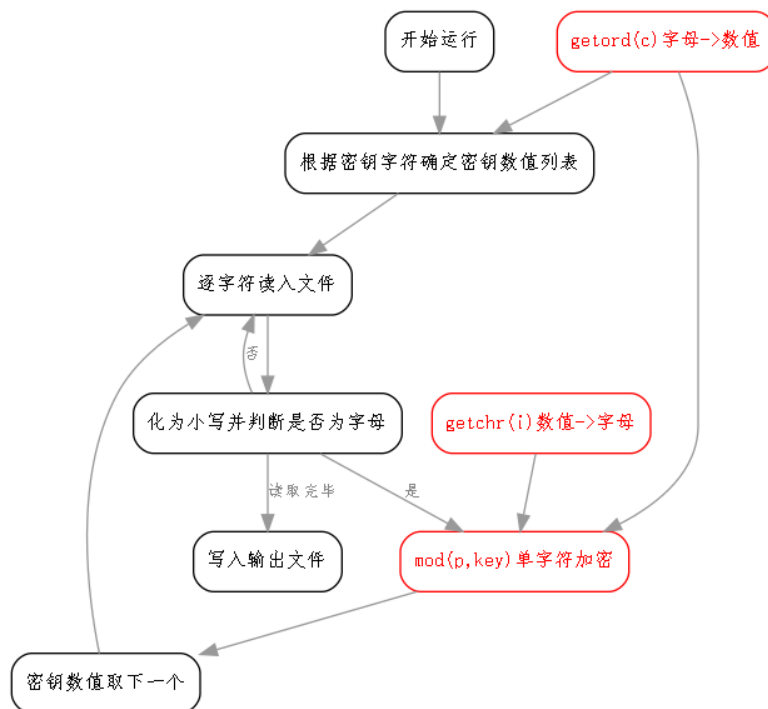 开始运行
getord(c)字母->数值
根据密钥字符确定密钥数值列表
逐字符读入文件
否
化为小写并判断是否为字母
getchr(i)数值->字母
读取完毕
是
写入输出文件
mod(p,key)单字符加密
密钥数值取下一个